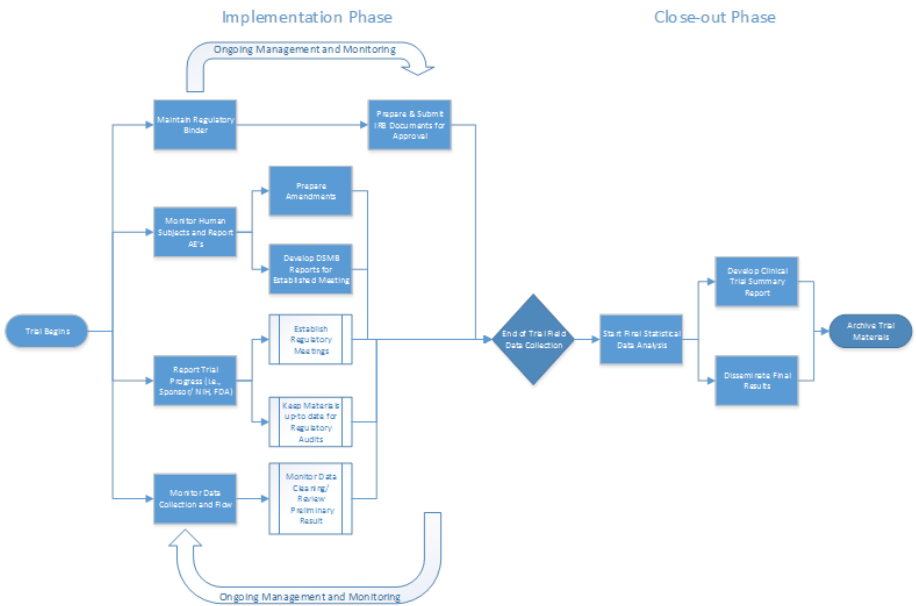 Implementation Phase
Close-out Phase
Ongoing Management and Monitoring
Maintain Regulatory
Binder
Prepare & Submit
IRB Documents for
Approval
Prepare
Amendments
Monitor Human
Subjects and Report
AE's
Develop DSMB
Reports for
Established Meeting
Trial Begins
Establish
Regulatory
Meetings
Report Trial
Progress (i.e.,
Sponsor/ NIH, FDA)
Keep Materials
up-to date for
Regulatory
Audits
Monitor Data
Collection and Flow
Monitor Data
Cleaning/
Review
Preliminary
Result
End of Trial Field
Data Collection
Start Final Statistical
Data Analysis
Develop Clinical
Trial Summary
Report
Disseminate Final
Results
Archive Trial
Materials
Ongoing Management and Monitoring